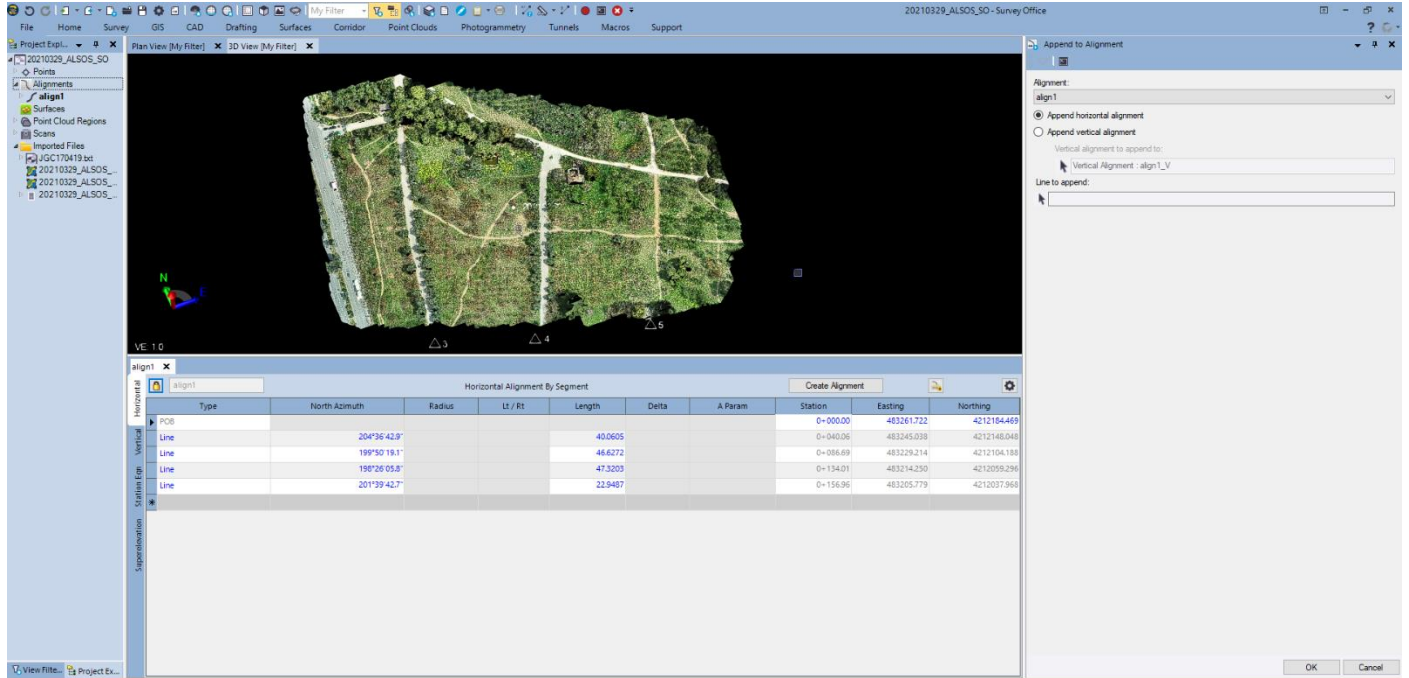 My Filter
20210329_ALSOS_SO - Survey Office
File Home Survey GIS CAD Drafting Surfaces Corridor Point Clouds Photogrammetry Tunnels Macros Support
Project Expl...
20210329_ALSOS_SO
Points
Alignments
align1
Surfaces
Point Cloud Regions
Scans
Imported Files
JGC170419.txt
20210329_ALSOS_...
20210329_ALSOS_...
20210329_ALSOS_...
View Filte... Project Ex...
Plan View [My Filter] 3D View [My Filter]
N
E
VE: 1.0
3
4
5
align1
Horizontal
Vertical
Station Eqn
Superelevation
align1 Horizontal Alignment By Segment Create Alignment
Type North Azimuth Radius Lt / Rt Length Delta A Param Station Easting Northing
POB 0+000.00 483261.722 4212184.469
Line 204°36'42.9" 40.0605 0+040.06 483245.038 4212148.048
Line 199°50'19.1" 46.6272 0+086.69 483229.214 4212104.188
Line 198°26'05.8" 47.3203 0+134.01 483214.250 4212059.296
Line 201°39'42.7" 22.9487 0+156.96 483205.779 4212037.968
Append to Alignment
Alignment:
align1
Append horizontal alignment
Append vertical alignment
Vertical alignment to append to:
Vertical Alignment : align1_V
Line to append:
OK Cancel